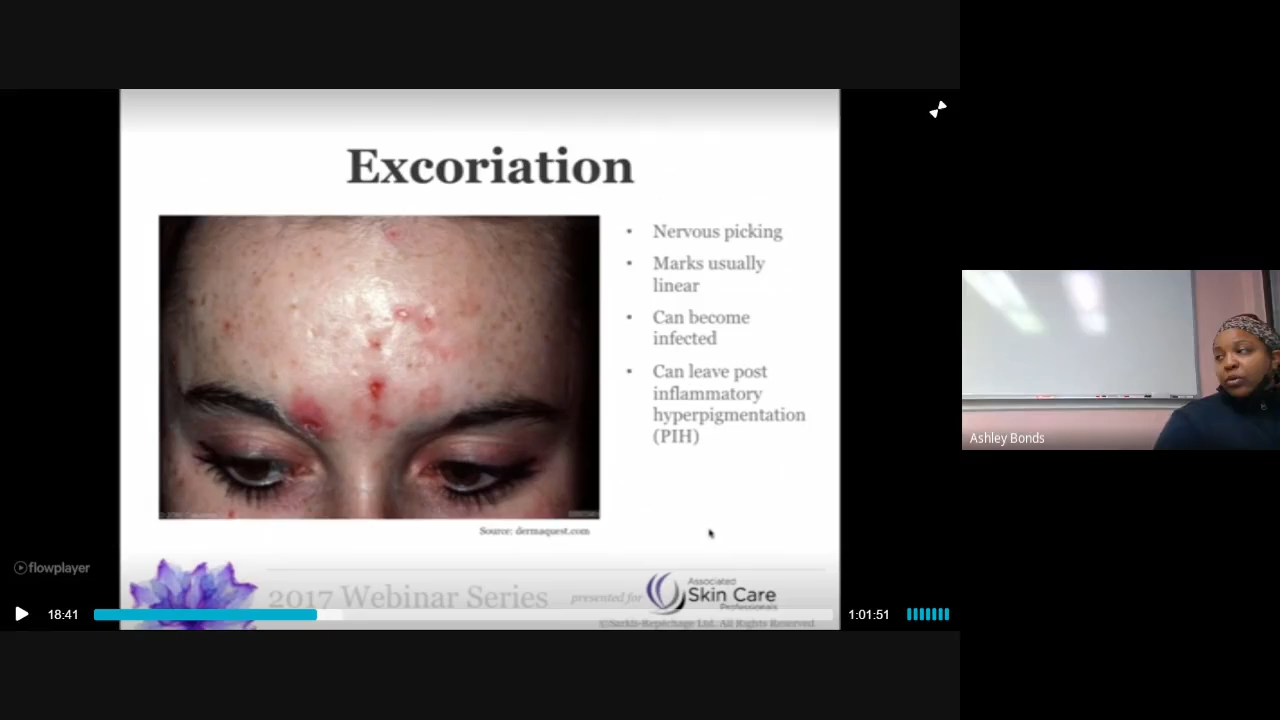 Excoriation
• Nervous picking
• Marks usually
linear
• Can become
infected
• Can leave post
inflammatory
hyperpigmentation
(PIH)
Source: dermaquest.com
flowplayer
2017 Webinar Series
presented for
Associated
Skin Care
Professionals
18:41
1:01:51
©Sarkli-Repêchage Ltd. All Rights Reserved
Ashley Bonds